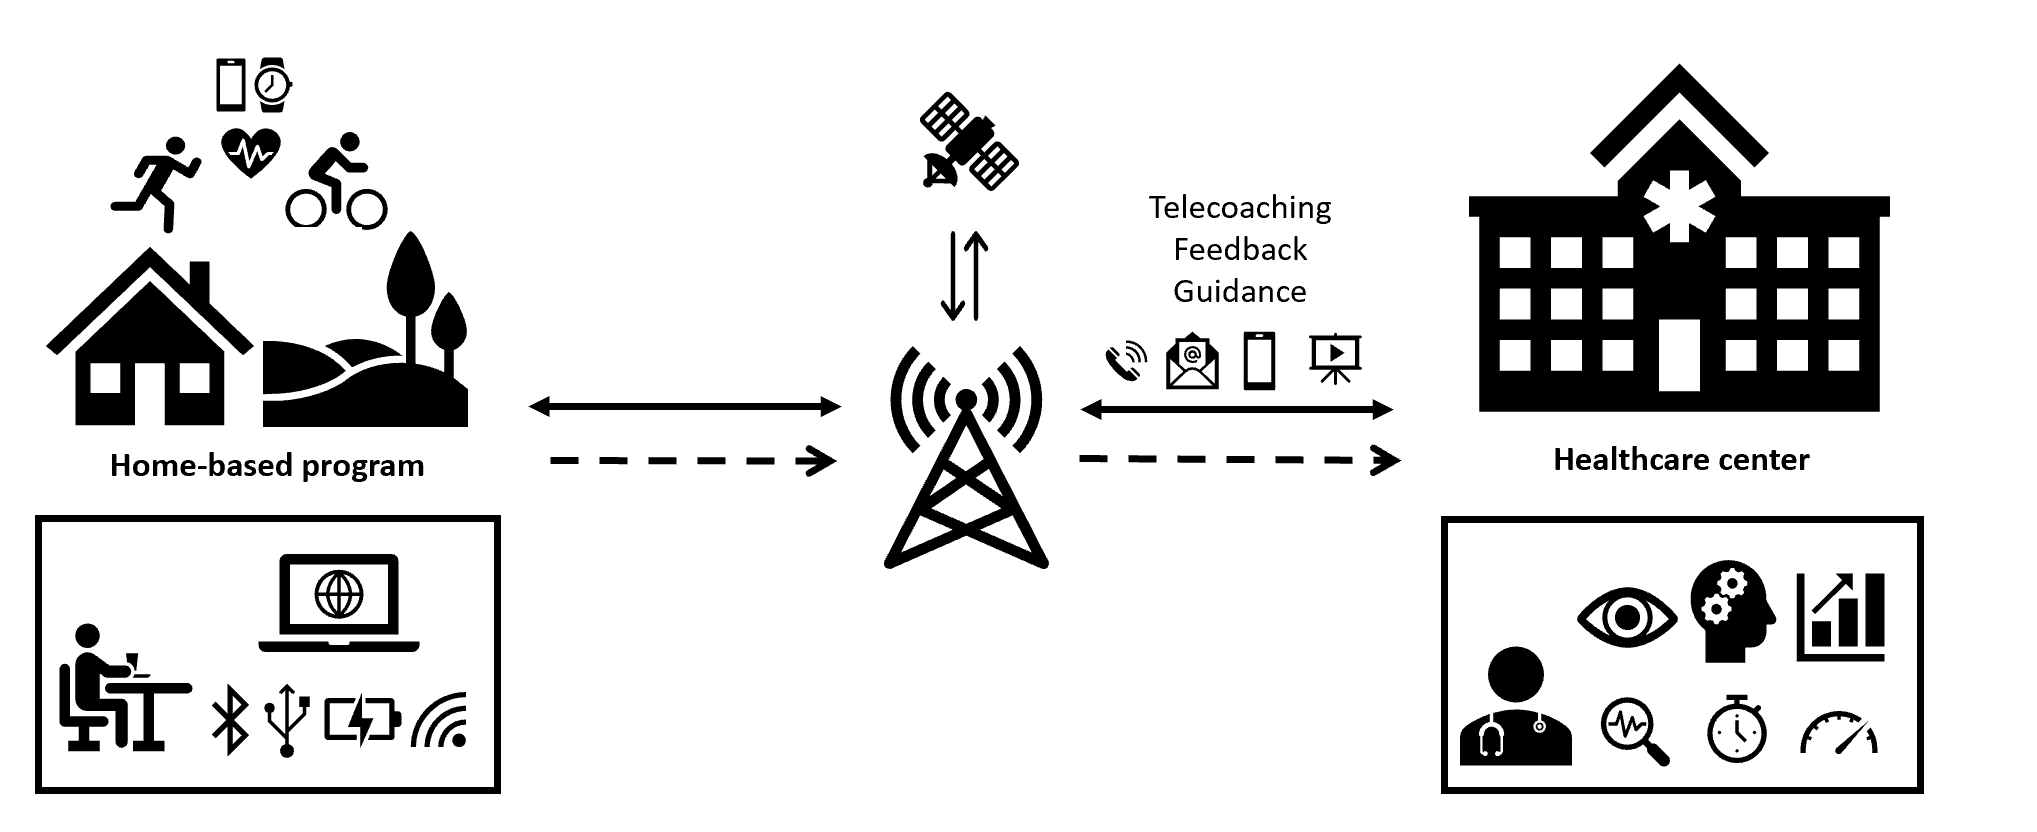 Telecoaching
Feedback
Guidance
Home-based program
Healthcare center